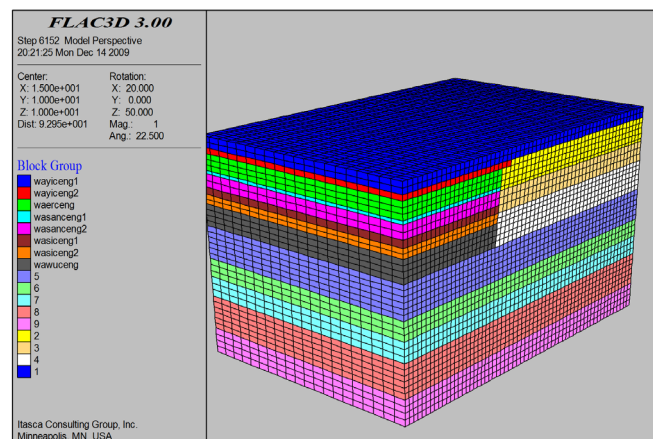 FLAC3D 3.00
Step 6152 Model Perspective
20:21:25 Mon Dec 14 2009
Center:
X: 1.500e+001
Y: 1.000e+001
Z: 1.000e+001
Dist: 9.295e+001
Rotation:
X: 20.000
Y: 0.000
Z: 50.000
Mag.: 1
Ang.: 22.500
Block Group
wayiceng1
wayicng2
waerceng
wasanceng1
wasanceng2
wasiceng1
wasiceng2
wawuceng
5
6
7
8
9
2
3
4
1
Itasca Consulting Group, Inc.
Minneapolis, MN USA